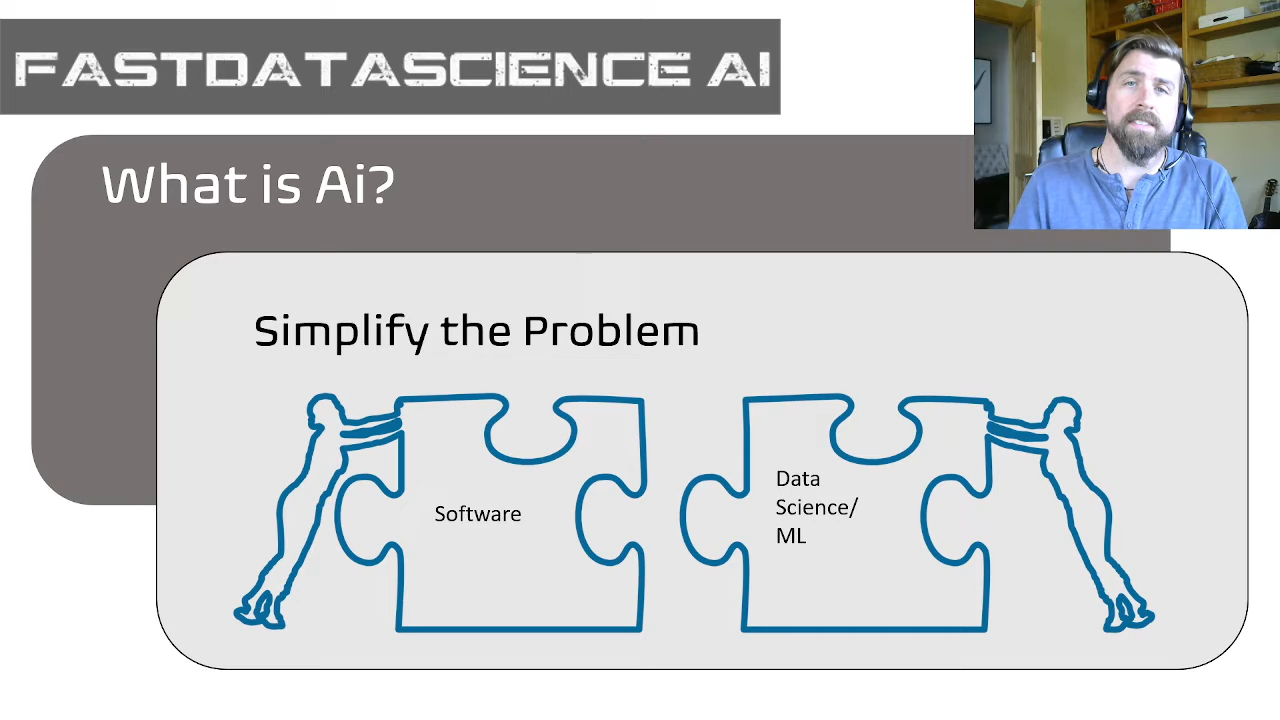 FASTDATASCIENCE AI
What is Ai?
Simplify the Problem
Software
Data
Science/
ML